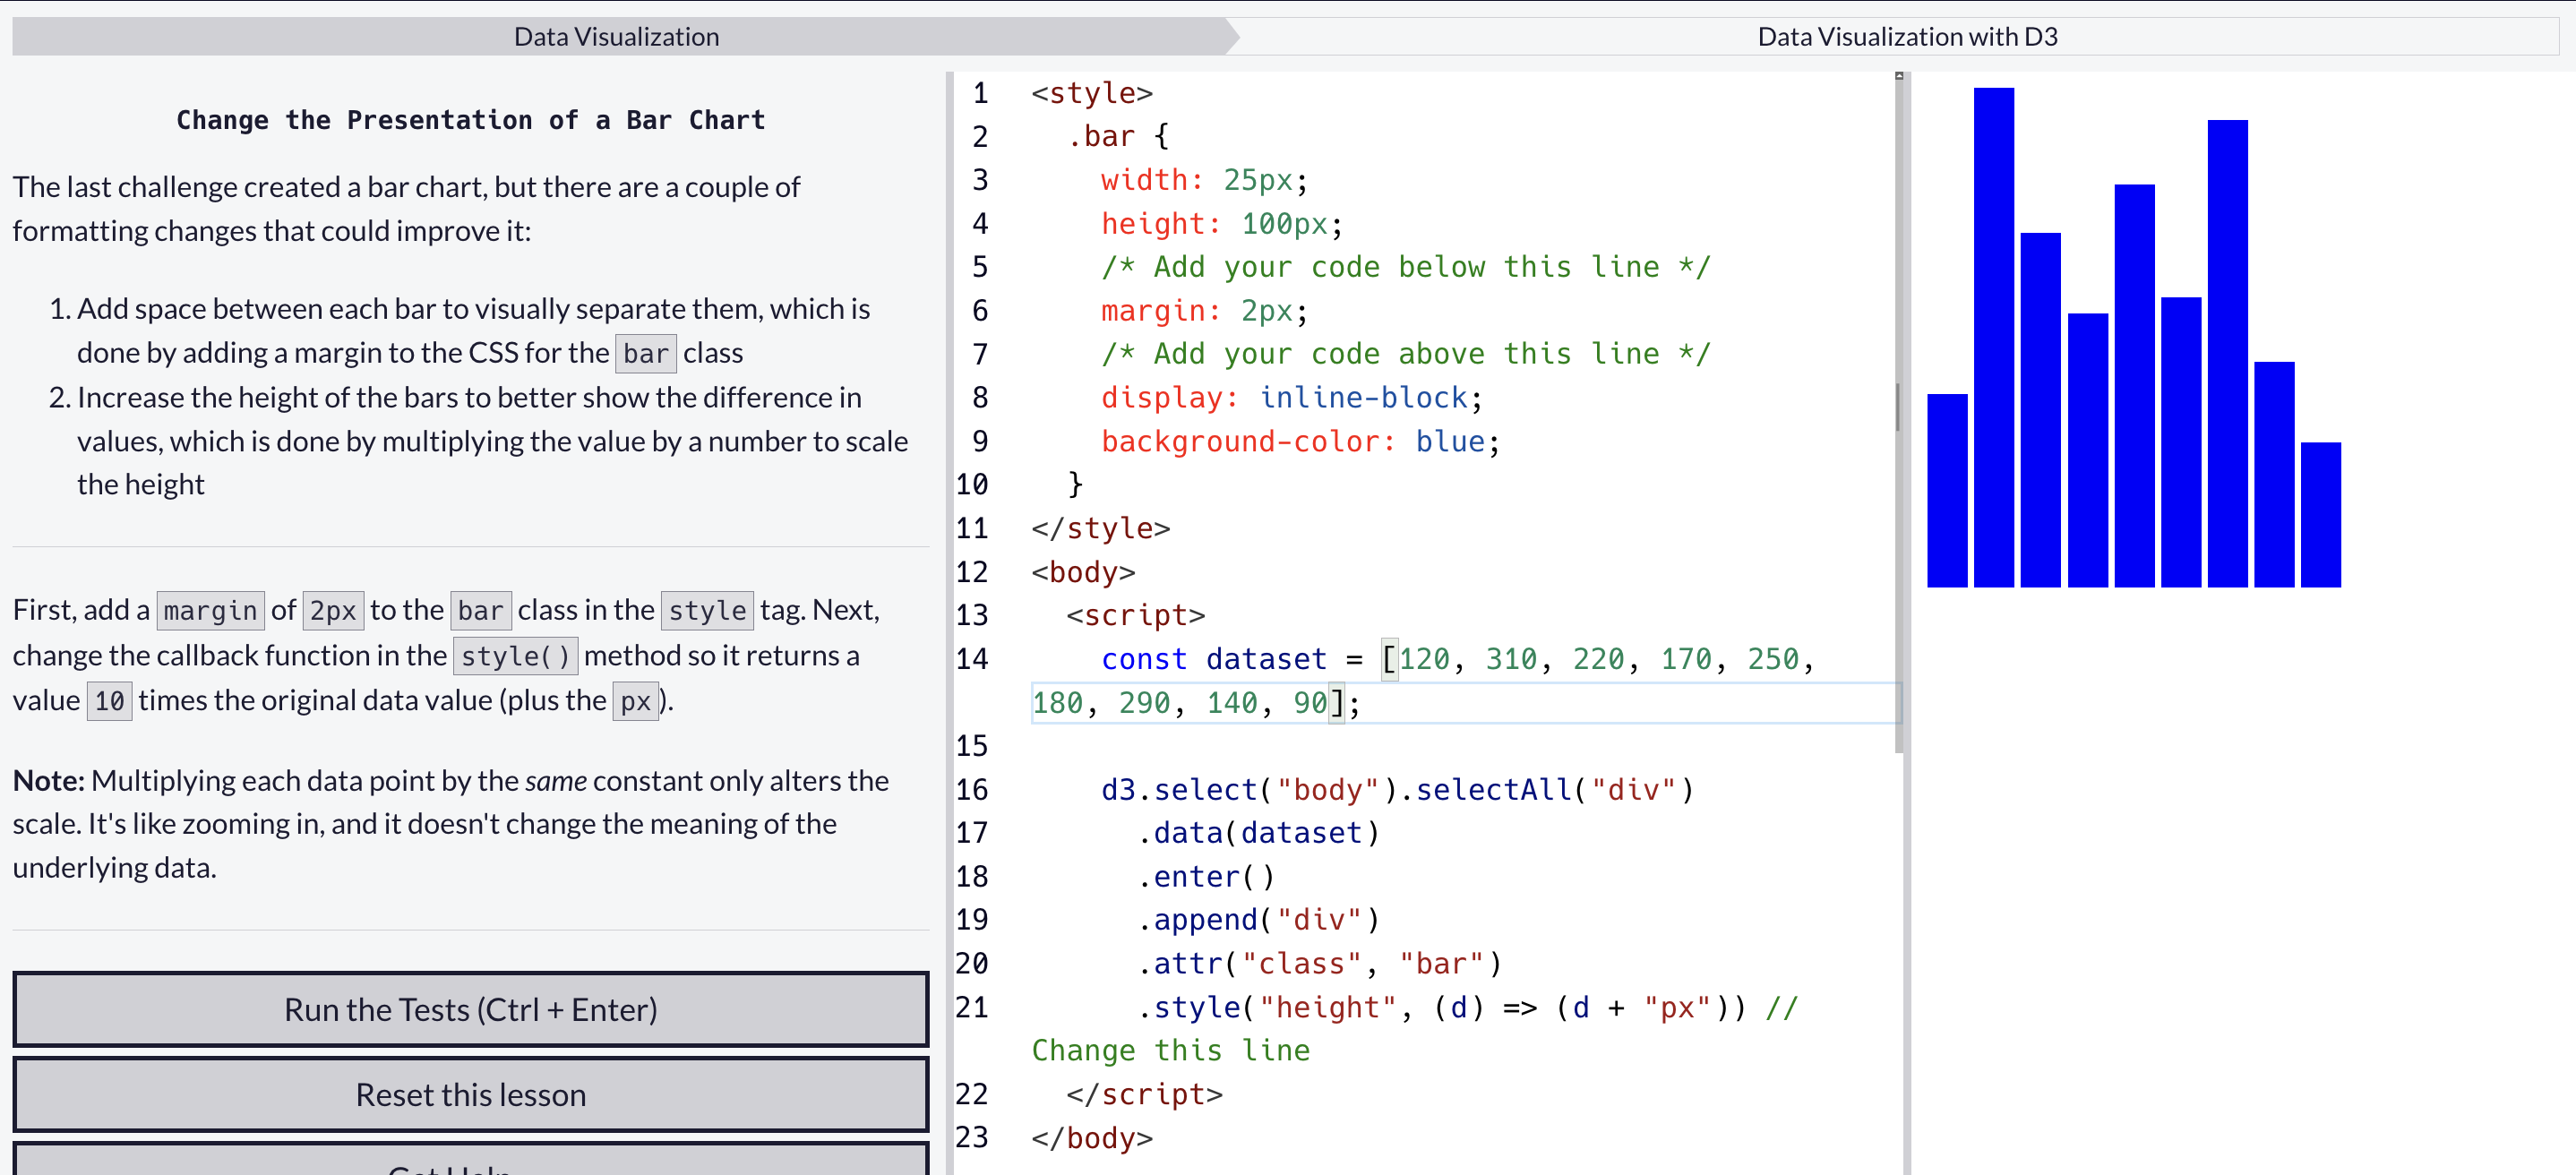 Data Visualization
Data Visualization with D3
Change the Presentation of a Bar Chart
The last challenge created a bar chart, but there are a couple of
formatting changes that could improve it:
1. Add space between each bar to visually separate them, which is
done by adding a margin to the CSS for the bar class
2. Increase the height of the bars to better show the difference in
values, which is done by multiplying the value by a number to scale
the height
First, add a margin of 2px to the bar class in the style tag. Next,
change the callback function in the style() method so it returns a
value 10 times the original data value (plus the px).
Note: Multiplying each data point by the same constant only alters the
scale. It's like zooming in, and it doesn't change the meaning of the
underlying data.
Run the Tests (Ctrl + Enter)
Reset this lesson
1 <style>
2 .bar {
3 width: 25px;
4 height: 100px;
5 /* Add your code below this line */
6 margin: 2px;
7 /* Add your code above this line */
8 display: inline-block;
9 background-color: blue;
10 }
11 </style>
12 <body>
13 <script>
14 const dataset = [120, 310, 220, 170, 250,
180, 290, 140, 90];
15
16 d3.select("body").selectAll("div")
17 .data(dataset)
18 .enter()
19 .append("div")
20 .attr("class", "bar")
21 .style("height", (d) => (d + "px")) //
Change this line
22 </script>
23 </body>